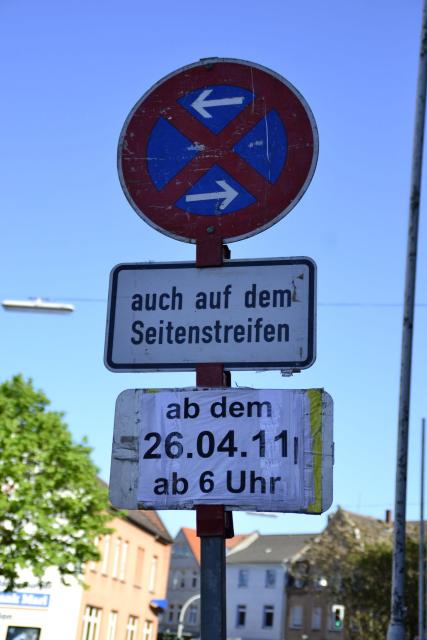 auch auf dem
Seitenstreifen
ab dem
26.04.11
ab 6 Uhr